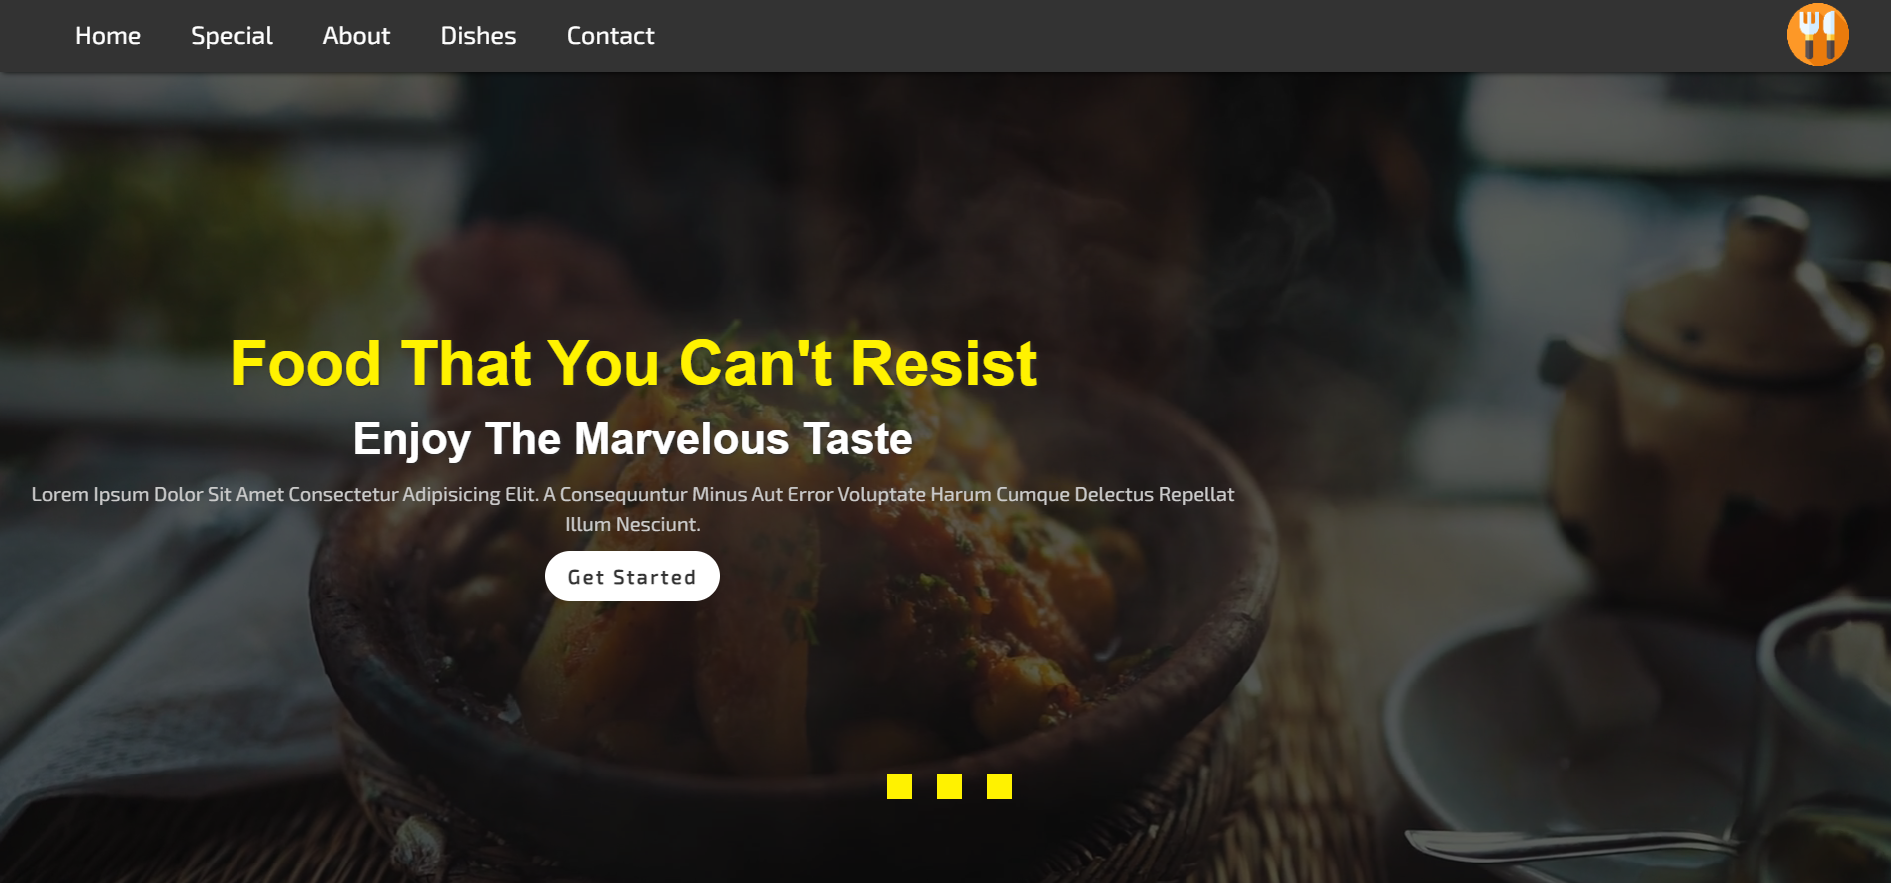 Home Special About Dishes Contact
Food That You Can't Resist
Enjoy The Marvelous Taste
Lorem Ipsum Dolor Sit Amet Consectetur Adipisicing Elit. A Consequuntur Minus Aut Error Voluptate Harum Cumque Delectus Repellat
Illum Nesciunt.
Get Started